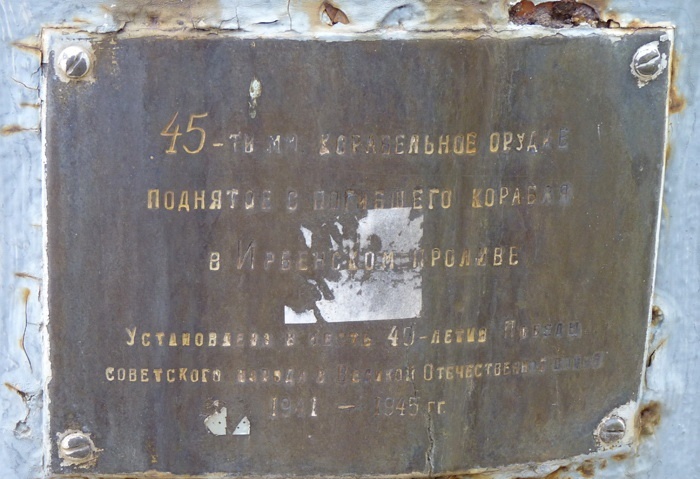 45-ти мм корабельное орудие
поднятое с погибшего корабля
в Ирбенском проливе
Установлено в честь 40-летия Победы
советского народа в Великой Отечественной войне
1941 – 1945 гг